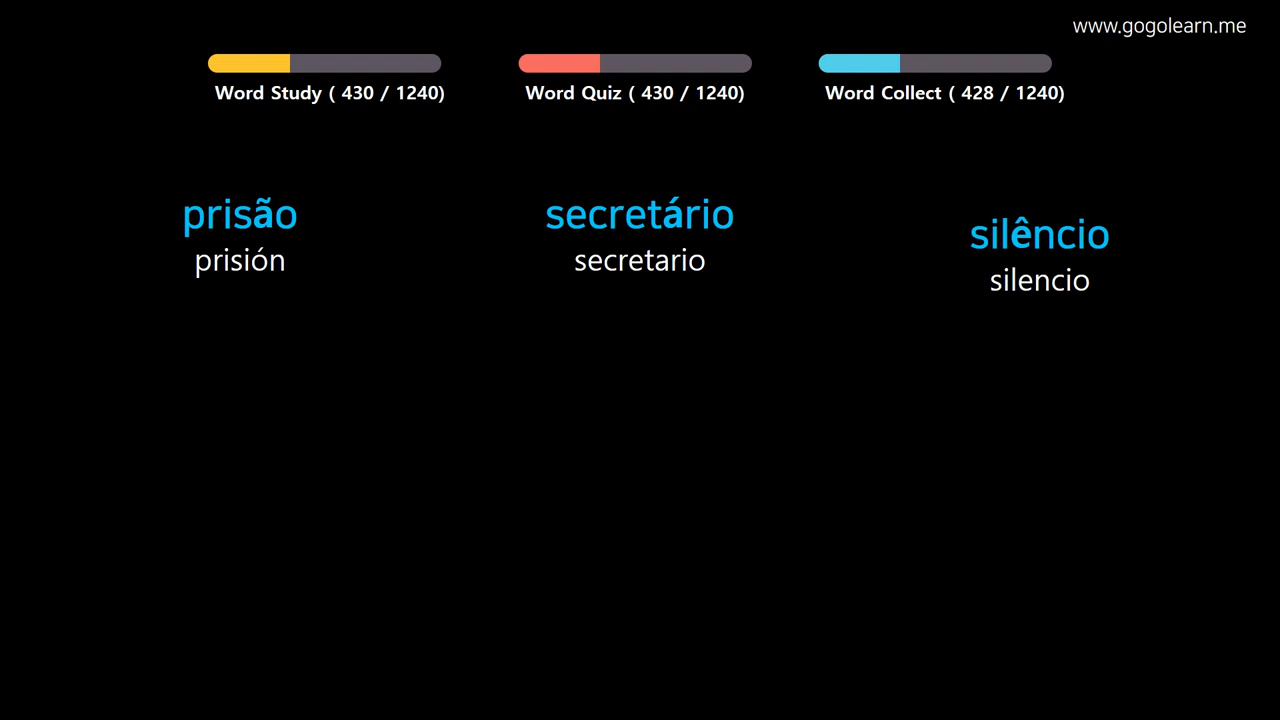 www.gogolearn.me
Word Study ( 430 / 1240)
Word Quiz ( 430 / 1240)
Word Collect ( 428 / 1240)
prisão
prisión
secretário
secretario
silêncio
silencio